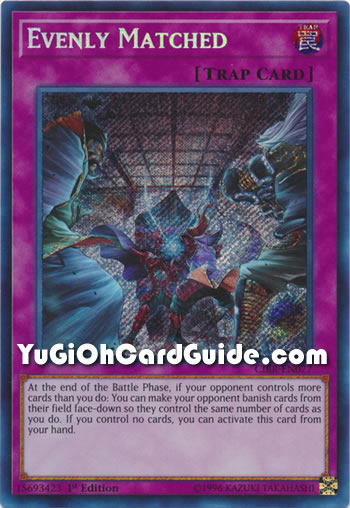 EVENLY MATCHED
TRAP
罠
[TRAP CARD]
YuGiOhCardGuide.com
At the end of the Battle Phase, if your opponent controls more
cards than you do: You can make your opponent banish cards from
their field face-down so they control the same number of cards as
you do. If you control no cards, you can activate this card from
your hand.
15694423 1st Edition
©1996 KAZUKI TAKAHASHI